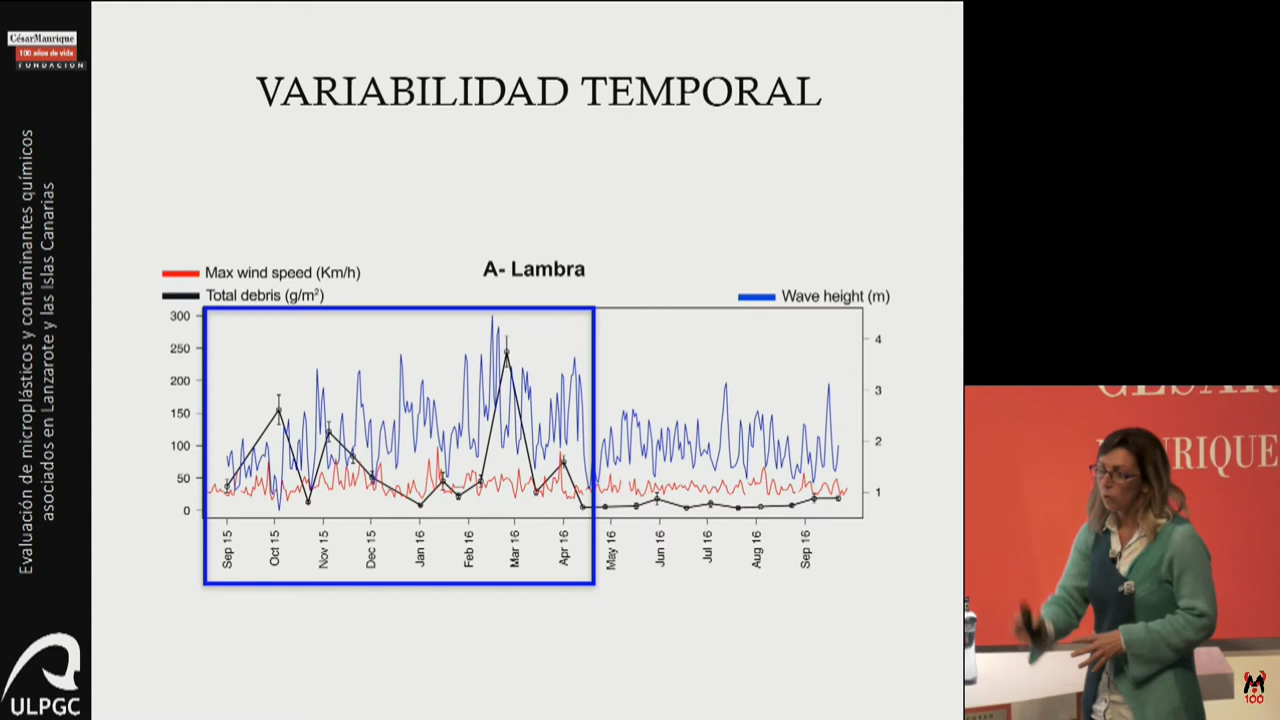 CésarManrique
100 años de vida
FUNDACIÓN
Evaluación de microplásticos y contaminantes químicos
asociados en Lanzarote y las Islas Canarias
ULPGC
VARIABILIDAD TEMPORAL
A- Lambra
Max wind speed (Km/h)
Total debris (g/m²)
Wave height (m)
300
250
200
150
100
50
0
4
3
2
1
Sep 15
Oct 15
Nov 15
Dec 15
Jan 16
Feb 16
Mar 16
Apr 16
May 16
Jun 16
Jul 16
Aug 16
Sep 16
NRIQUE
M
100